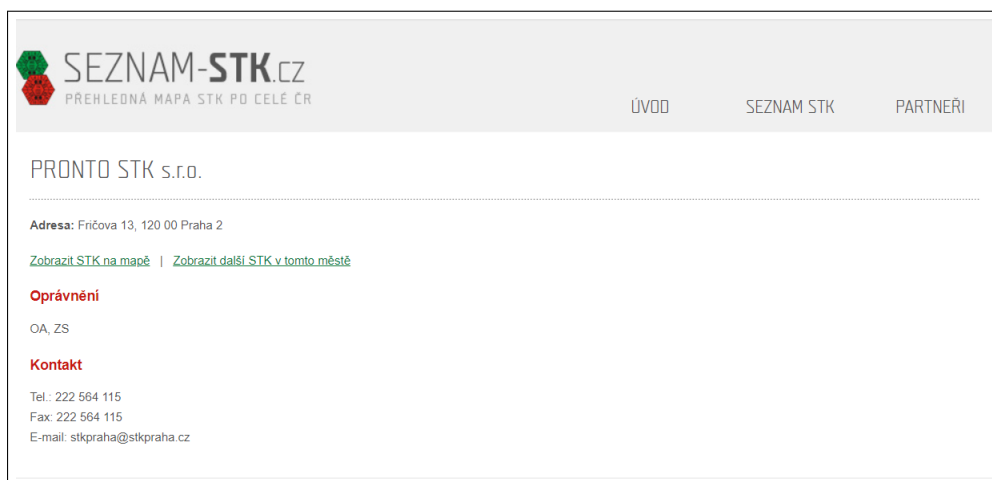 SEZNAM-STK.cz
PŘEHLEDNÁ MAPA STK PO CELÉ ČR
ÚVOD SEZNAM STK PARTNEŘI
PRONTO STK s.r.o.
Adresa: Fričova 13, 120 00 Praha 2
Zobrazit STK na mapě | Zobrazit další STK v tomto městě
Oprávnění
OA, ZS
Kontakt
Tel.: 222 564 115
Fax: 222 564 115
E-mail: stkpraha@stkpraha.cz